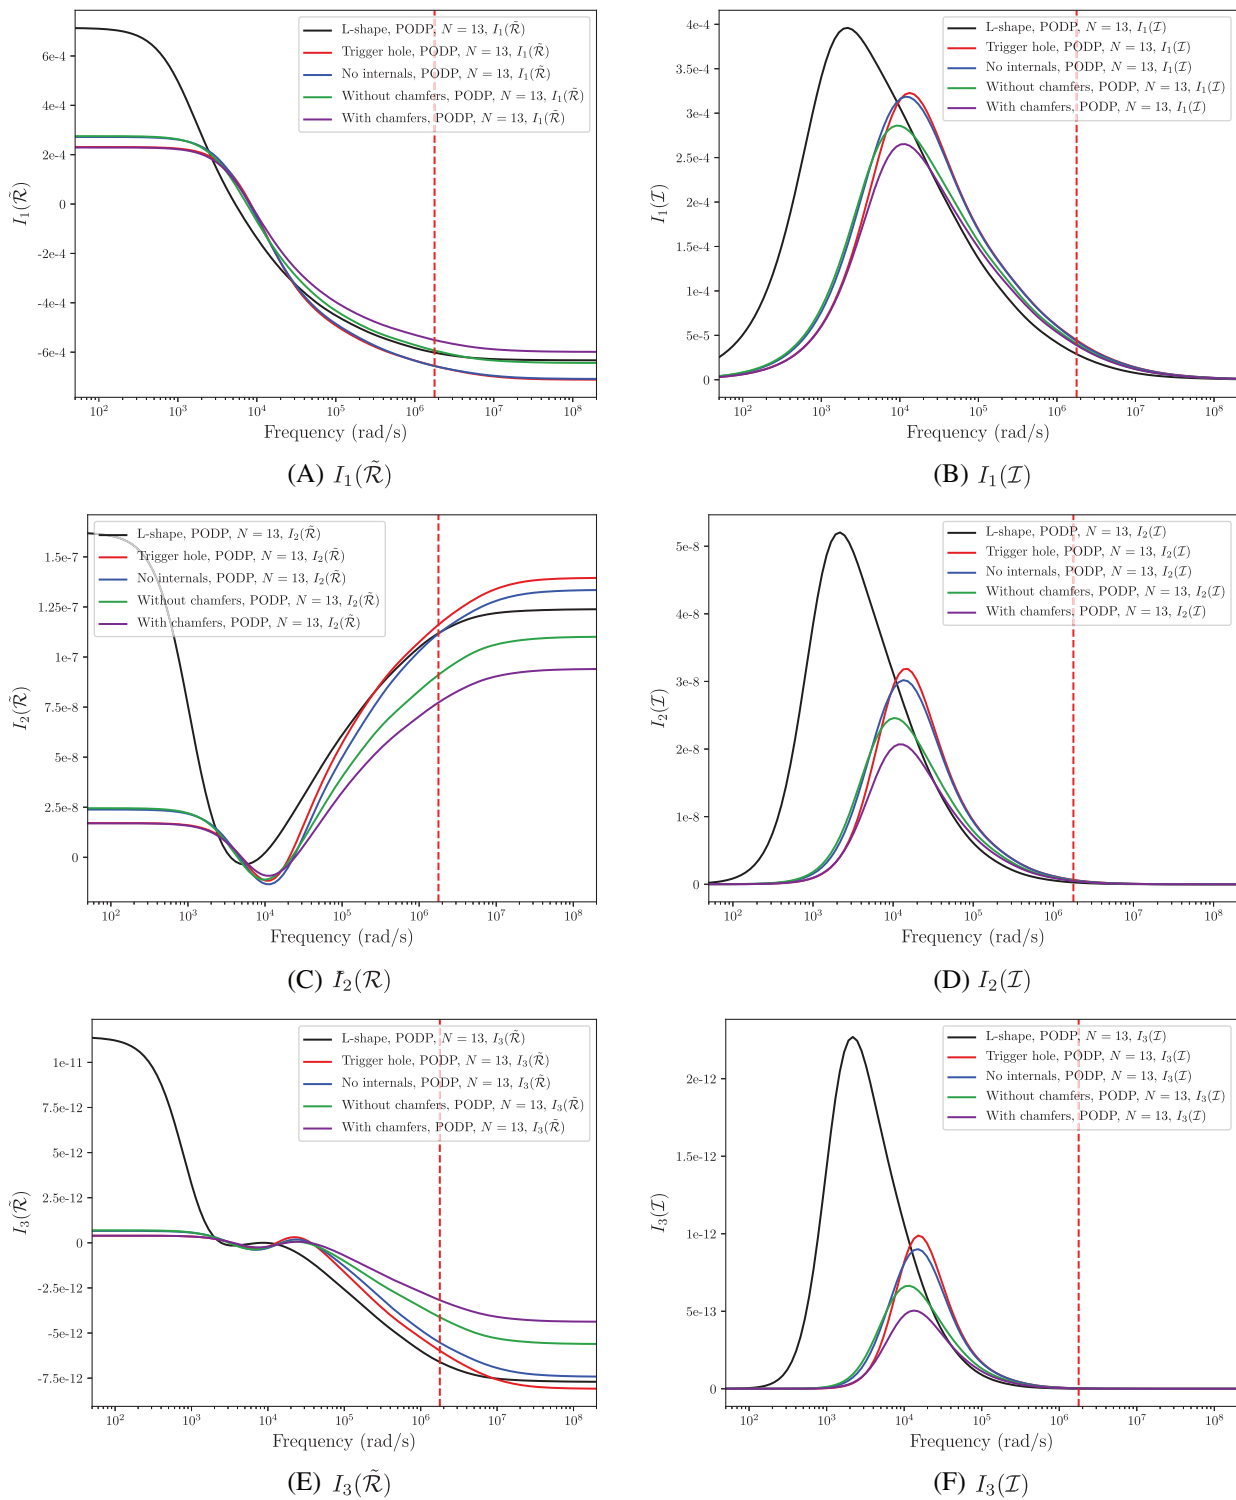 6e-4
4e-4
2e-4
0
-2e-4
-4e-4
-6e-4
I₁(R̃)
L-shape, PODP, N = 13, I₁(R̃)
Trigger hole, PODP, N = 13, I₁(R̃)
No internals, PODP, N = 13, I₁(R̃)
Without chamfers, PODP, N = 13, I₁(R̃)
With chamfers, PODP, N = 13, I₁(R̃)
10² 10³ 10⁴ 10⁵ 10⁶ 10⁷ 10⁸
Frequency (rad/s)
(A) I₁(R̃)
4e-4
3.5e-4
3e-4
2.5e-4
2e-4
1.5e-4
1e-4
5e-5
0
I₁(I)
L-shape, PODP, N = 13, I₁(I)
Trigger hole, PODP, N = 13, I₁(I)
No internals, PODP, N = 13, I₁(I)
Without chamfers, PODP, N = 13, I₁(I)
With chamfers, PODP, N = 13, I₁(I)
10² 10³ 10⁴ 10⁵ 10⁶ 10⁷ 10⁸
Frequency (rad/s)
(B) I₁(I)
1.5e-7
1.25e-7
1e-7
7.5e-8
5e-8
2.5e-8
0
I₂(R̃)
L-shape, PODP, N = 13, I₂(R̃)
Trigger hole, PODP, N = 13, I₂(R̃)
No internals, PODP, N = 13, I₂(R̃)
Without chamfers, PODP, N = 13, I₂(R̃)
With chamfers, PODP, N = 13, I₂(R̃)
10² 10³ 10⁴ 10⁵ 10⁶ 10⁷ 10⁸
Frequency (rad/s)
(C) Ĩ₂(R)
5e-8
4e-8
3e-8
2e-8
1e-8
0
I₂(I)
L-shape, PODP, N = 13, I₂(I)
Trigger hole, PODP, N = 13, I₂(I)
No internals, PODP, N = 13, I₂(I)
Without chamfers, PODP, N = 13, I₂(I)
With chamfers, PODP, N = 13, I₂(I)
10² 10³ 10⁴ 10⁵ 10⁶ 10⁷ 10⁸
Frequency (rad/s)
(D) I₂(I)
1e-11
7.5e-12
5e-12
2.5e-12
0
-2.5e-12
-5e-12
-7.5e-12
I₃(R̃)
L-shape, PODP, N = 13, I₃(R̃)
Trigger hole, PODP, N = 13, I₃(R̃)
No internals, PODP, N = 13, I₃(R̃)
Without chamfers, PODP, N = 13, I₃(R̃)
With chamfers, PODP, N = 13, I₃(R̃)
10² 10³ 10⁴ 10⁵ 10⁶ 10⁷ 10⁸
Frequency (rad/s)
(E) I₃(R̃)
2e-12
1.5e-12
1e-12
5e-13
0
I₃(I)
L-shape, PODP, N = 13, I₃(I)
Trigger hole, PODP, N = 13, I₃(I)
No internals, PODP, N = 13, I₃(I)
Without chamfers, PODP, N = 13, I₃(I)
With chamfers, PODP, N = 13, I₃(I)
10² 10³ 10⁴ 10⁵ 10⁶ 10⁷ 10⁸
Frequency (rad/s)
(F) I₃(I)